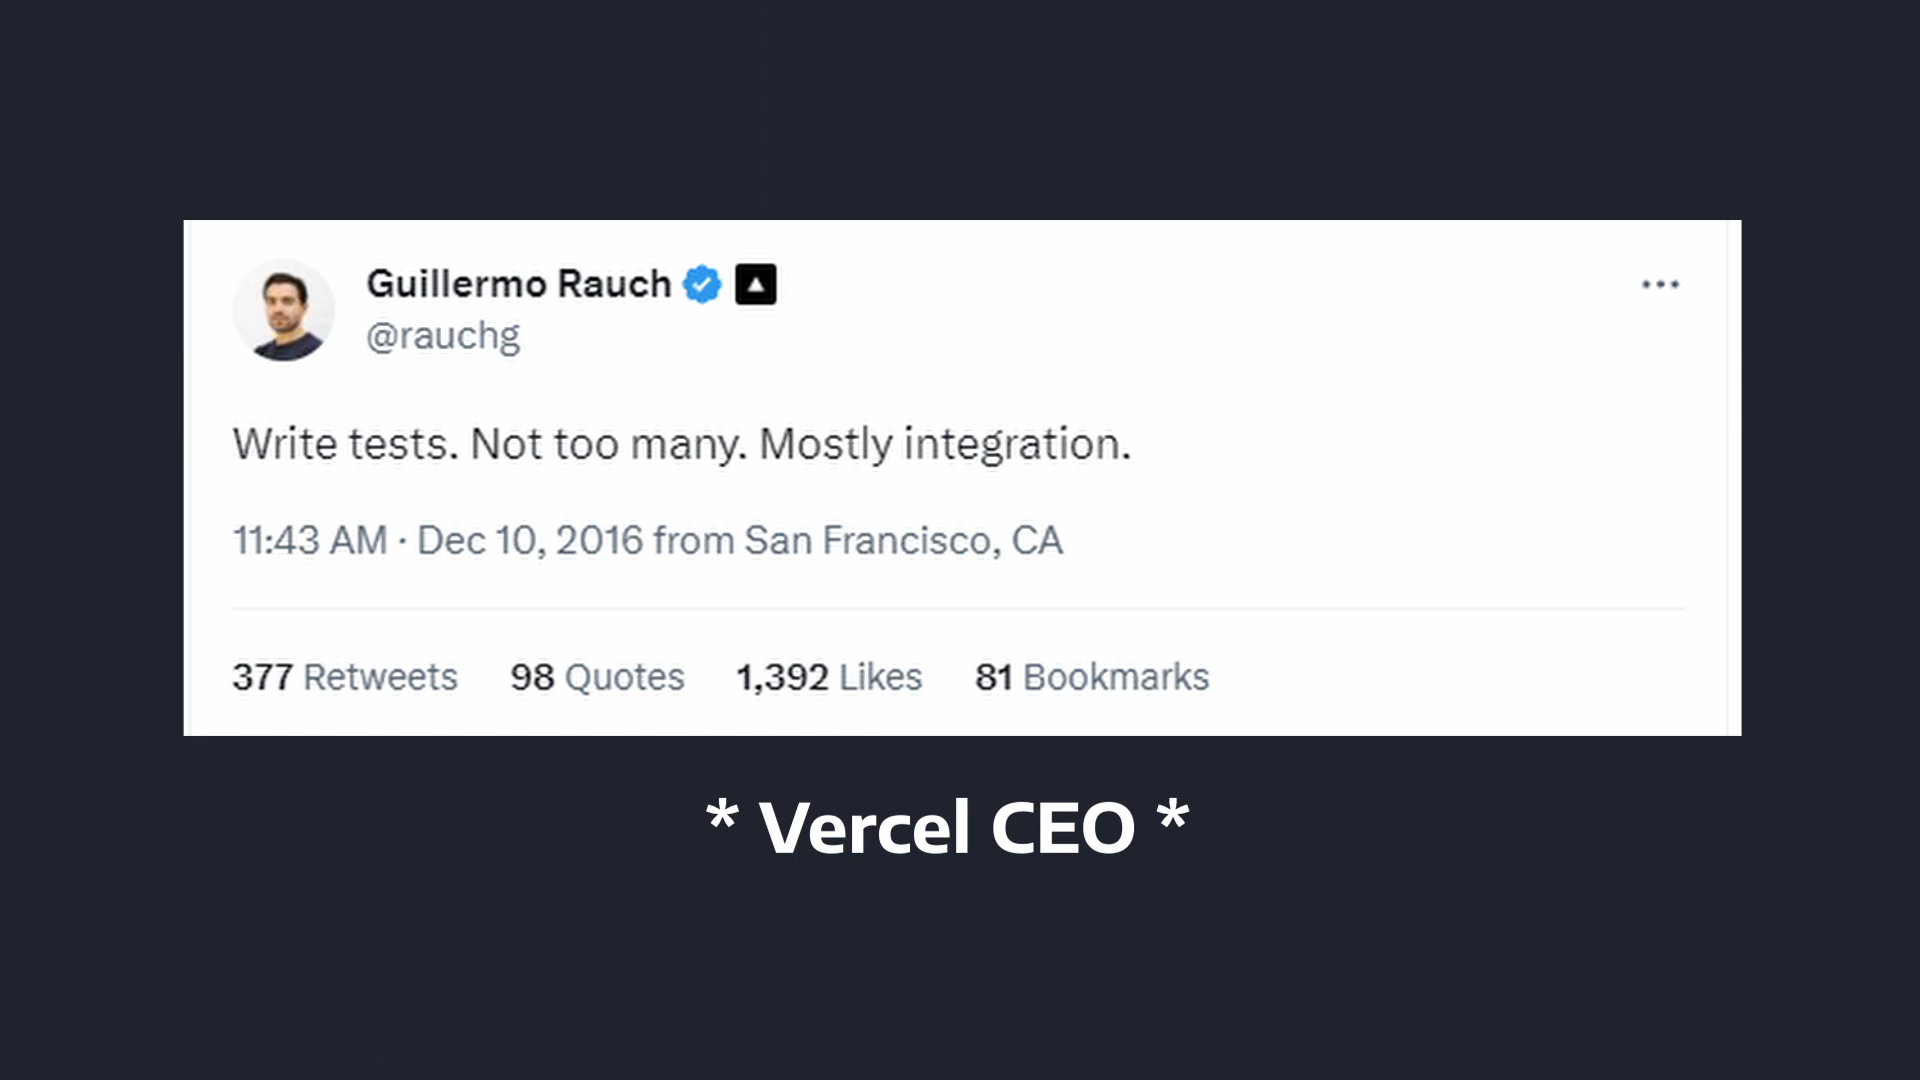 Guillermo Rauch
@rauchg
Write tests. Not too many. Mostly integration.
11:43 AM · Dec 10, 2016 from San Francisco, CA
377 Retweets 98 Quotes 1,392 Likes 81 Bookmarks
* Vercel CEO *